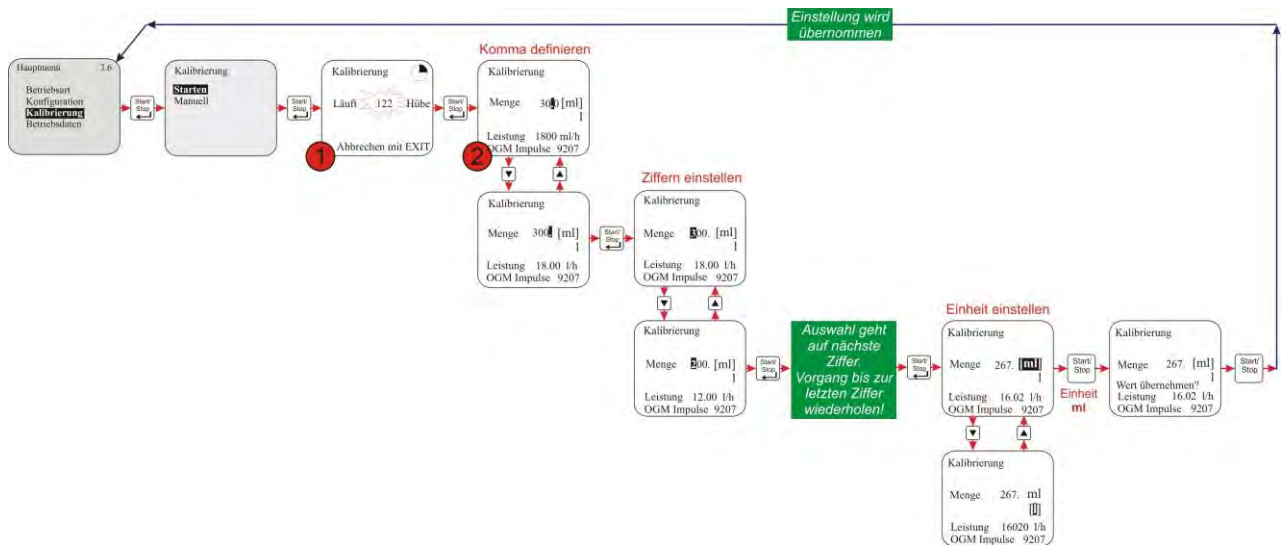 Einstellung wird
übernommen
Hauptmenü 3.6
Betriebsart
Konfiguration
Kalibrierung
Betriebsdaten
Start/
Stop
Kalibrierung
Starten
Manuell
Start/
Stop
Kalibrierung
Läuft 122 Hübe
Abbrechen mit EXIT
1
Start/
Stop
Komma definieren
Kalibrierung
Menge 30.0 [ml]
l
Leistung 1800 ml/h
OGM Impulse 9207
2
▼ ▲
Kalibrierung
Menge 300. [ml]
l
Leistung 18.00 l/h
OGM Impulse 9207
Start/
Stop
Ziffern einstellen
Kalibrierung
Menge 300. [ml]
l
Leistung 18.00 l/h
OGM Impulse 9207
▼ ▲
Kalibrierung
Menge 200. [ml]
l
Leistung 12.00 l/h
OGM Impulse 9207
Start/
Stop
Auswahl geht
auf nächste
Ziffer.
Vorgang bis zur
letzten Ziffer
wiederholen!
Start/
Stop
Einheit einstellen
Kalibrierung
Menge 267. [ml]
l
Leistung 16.02 l/h
OGM Impulse 9207
▼ ▲
Kalibrierung
Menge 267. ml
[l]
Leistung 16020 l/h
OGM Impulse 9207
Start/
Stop
Einheit
ml
Kalibrierung
Menge 267. [ml]
l
Wert übernehmen?
Leistung 16.02 l/h
OGM Impulse 9207
Start/
Stop